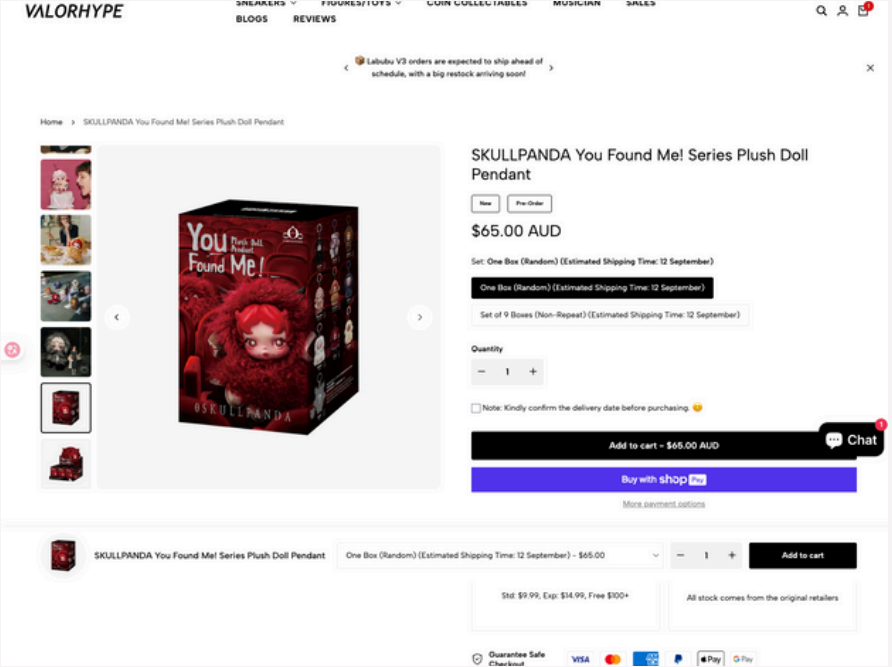 VALORHYPE
SNEAKERS
FIGURES/TOYS
COIN COLLECTABLES
MUSICIAN
SALES
1
BLOGS
REVIEWS
Labubu V3 orders are expected to ship ahead of
schedule, with a big restock arriving soon!
Home > SKULLPANDA You Found Me! Series Plush Doll Pendant
SKULLPANDA You Found Me! Series Plush Doll
Pendant
New
Pre-Order
$65.00 AUD
Set: One Box (Random) (Estimated Shipping Time: 12 September)
One Box (Random) (Estimated Shipping Time: 12 September)
Set of 9 Boxes (Non-Repeat) (Estimated Shipping Time: 12 September)
Quantity
− 1 +
Note: Kindly confirm the delivery date before purchasing. 😊
Add to cart - $65.00 AUD
Buy with shop Pay
More payment options
You
Plush Doll
Pendant
Found Me!
SKULLPANDA
Chat
1
SKULLPANDA You Found Me! Series Plush Doll Pendant
One Box (Random) (Estimated Shipping Time: 12 September) - $65.00
− 1 +
Add to cart
Std: $9.99, Exp: $14.99, Free $100+
All stock comes from the original retailers
Guarantee Safe
Checkout
VISA
Apple Pay
G Pay